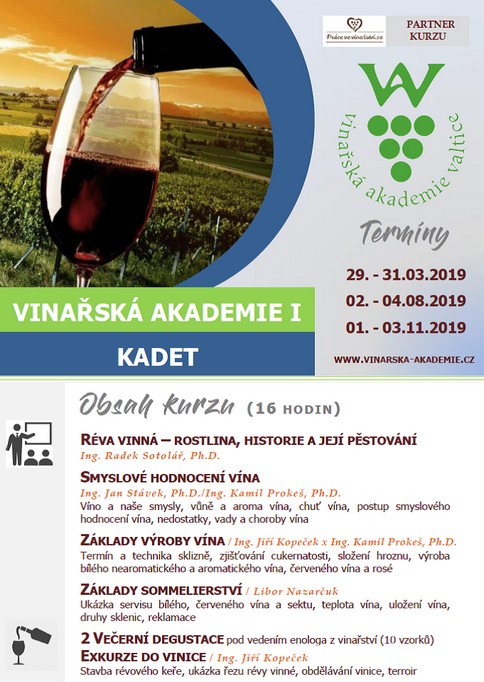 Práce ve vinařství.cz
PARTNER
KURZU
vinařská akademie valtice
Termíny
29. - 31.03.2019
02. - 04.08.2019
01. - 03.11.2019
WWW.VINARSKA-AKADEMIE.CZ
VINAŘSKÁ AKADEMIE I
KADET
Obsah kurzu (16 HODIN)
RÉVA VINNÁ – ROSTLINA, HISTORIE A JEJÍ PĚSTOVÁNÍ
Ing. Radek Sotolář, Ph.D.
SMYSLOVÉ HODNOCENÍ VÍNA
Ing. Jan Stávek, Ph.D./Ing. Kamil Prokeš, Ph.D.
Víno a naše smysly, vůně a aroma vína, chuť vína, postup smyslového
hodnocení vína, nedostatky, vady a choroby vína
ZÁKLADY VÝROBY VÍNA / Ing. Jiří Kopeček x Ing. Kamil Prokeš, Ph.D.
Termín a technika sklizně, zjišťování cukernatosti, složení hroznu, výroba
bílého nearomatického a aromatického vína, červeného vína a rosé
ZÁKLADY SOMMELIERSTVÍ / Libor Nazarčuk
Ukázka servisu bílého, červeného vína a sektu, teplota vína, uložení vína,
druhy sklenic, reklamace
2 VEČERNÍ DEGUSTACE pod vedením enologa z vinařství (10 vzorků)
EXKURZE DO VINICE / Ing. Jiří Kopeček
Stavba révového keře, ukázka řezu révy vinné, obdělávání vinice, terroir